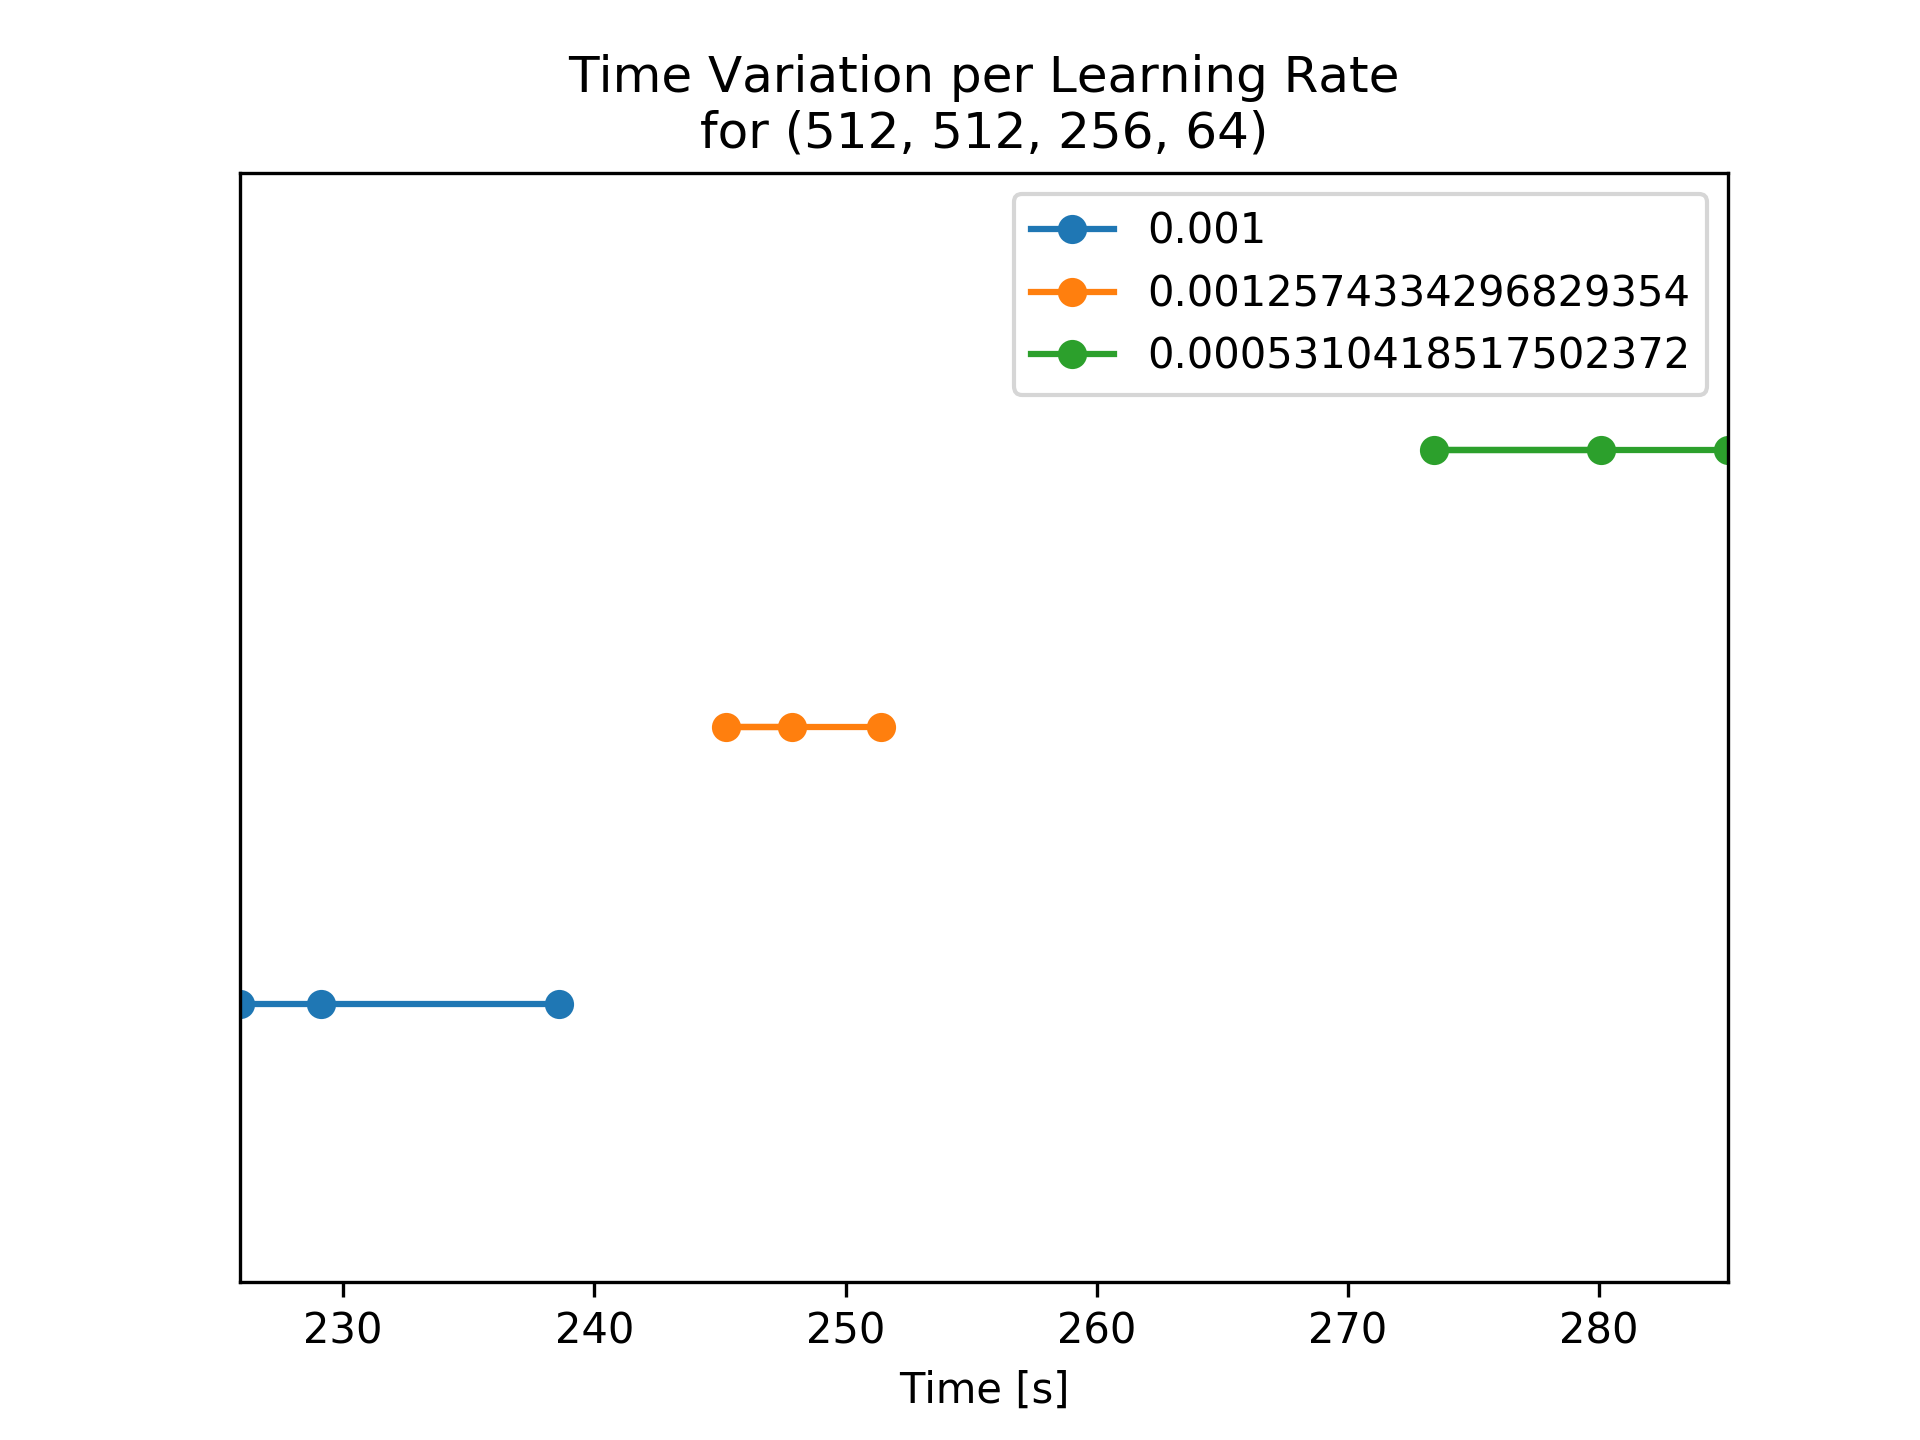 Time Variation per Learning Rate
for (512, 512, 256, 64)
0.001
0.0012574334296829354
0.0005310418517502372
230 240 250 260 270 280
Time [s]